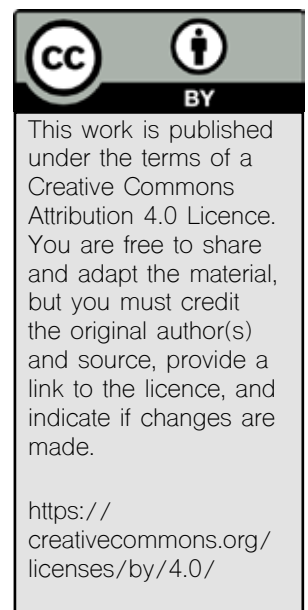 cc
BY
This work is published
under the terms of a
Creative Commons
Attribution 4.0 Licence.
You are free to share
and adapt the material,
but you must credit
the original author(s)
and source, provide a
link to the licence, and
indicate if changes are
made.
https://
creativecommons.org/
licenses/by/4.0/